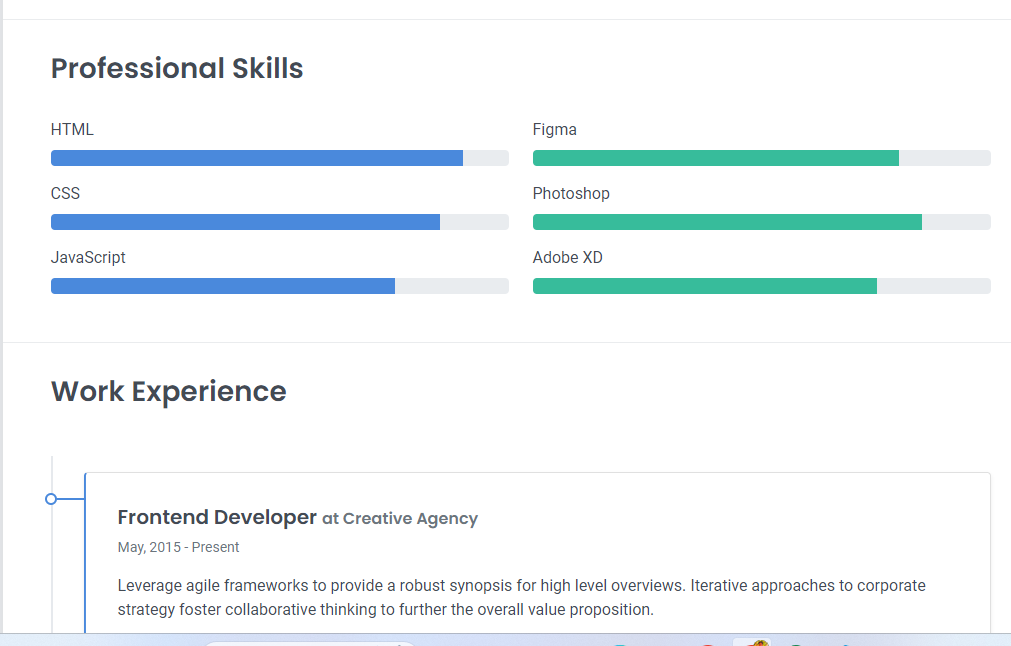 Professional Skills
HTML
Figma
CSS
Photoshop
JavaScript
Adobe XD
Work Experience
Frontend Developer at Creative Agency
May, 2015 - Present
Leverage agile frameworks to provide a robust synopsis for high level overviews. Iterative approaches to corporate
strategy foster collaborative thinking to further the overall value proposition.